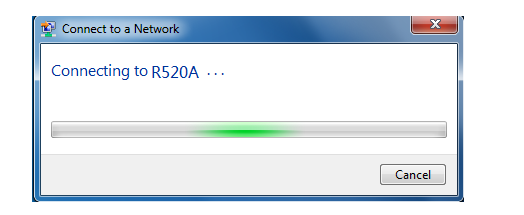 Connect to a Network
Connecting to R520A ...
Cancel